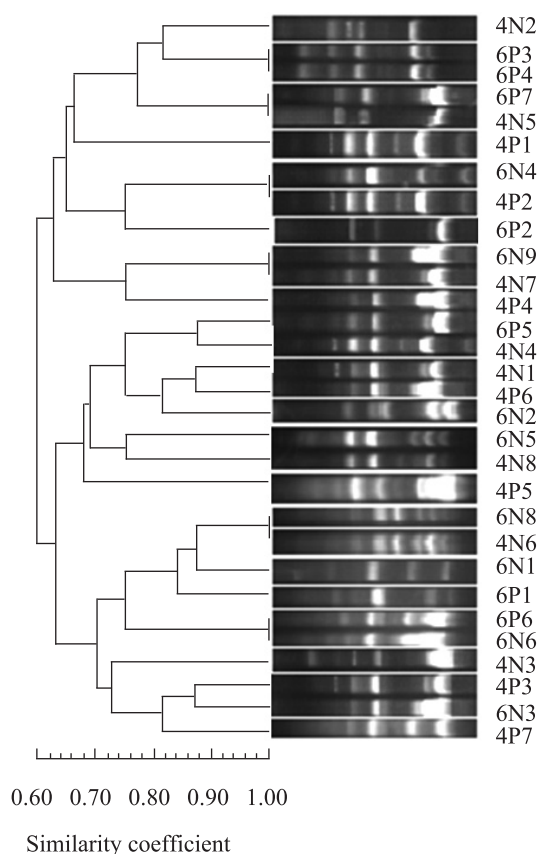 4N2
6P3
6P4
6P7
4N5
4P1
6N4
4P2
6P2
6N9
4N7
4P4
6P5
4N4
4N1
4P6
6N2
6N5
4N8
4P5
6N8
4N6
6N1
6P1
6P6
6N6
4N3
4P3
6N3
4P7
0.60 0.70 0.80 0.90 1.00
Similarity coefficient